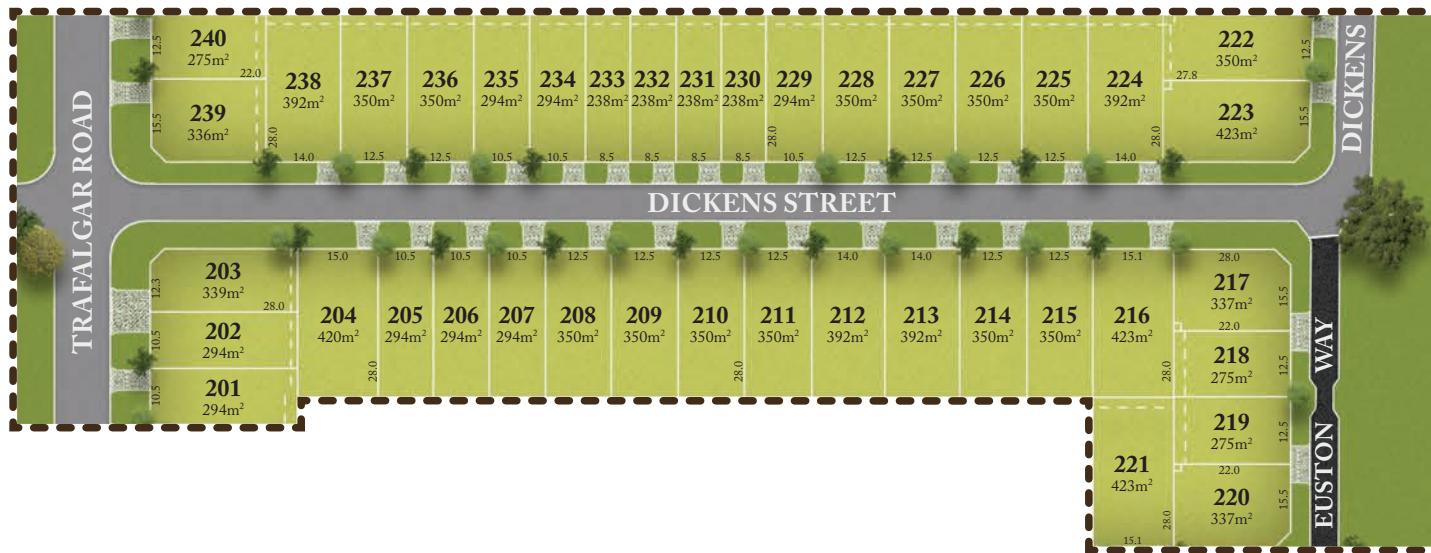 240
275m²
12.5
22.0
239
336m²
15.5
238
392m²
28.0
14.0
237
350m²
12.5
236
350m²
12.5
235
294m²
10.5
234
294m²
10.5
233
238m²
8.5
232
238m²
8.5
231
238m²
8.5
230
238m²
8.5
229
294m²
28.0
10.5
228
350m²
12.5
227
350m²
12.5
226
350m²
12.5
225
350m²
12.5
224
392m²
28.0
14.0
222
350m²
12.5
27.8
223
423m²
15.5
DICKENS
TRAFALGAR ROAD
DICKENS STREET
203
339m²
12.3
28.0
202
294m²
10.5
201
294m²
10.5
15.0
204
420m²
28.0
10.5
205
294m²
10.5
206
294m²
10.5
207
294m²
12.5
208
350m²
12.5
209
350m²
12.5
210
350m²
28.0
12.5
211
350m²
14.0
212
392m²
14.0
213
392m²
12.5
214
350m²
12.5
215
350m²
15.1
216
423m²
28.0
28.0
217
337m²
15.5
22.0
218
275m²
12.5
219
275m²
12.5
22.0
220
337m²
15.5
221
423m²
28.0
15.1
EUSTON WAY